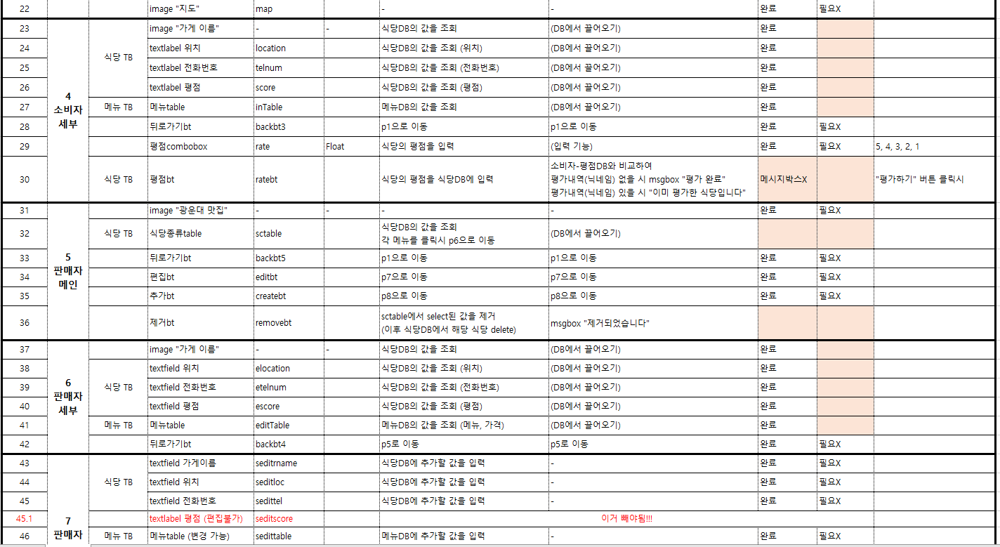 22 image "지도" map - - 완료 필요X
23 image "가게 이름" - - 식당DB의 값을 조회 (DB에서 끌어오기) 완료
24 textlabel 위치 location 식당DB의 값을 조회 (위치) (DB에서 끌어오기) 완료
식당 TB
25 textlabel 전화번호 telnum 식당DB의 값을 조회 (전화번호) (DB에서 끌어오기) 완료
26 textlabel 평점 score 식당DB의 값을 조회 (평점) (DB에서 끌어오기) 완료
4
소비자
세부
27 메뉴 TB 메뉴table inTable 메뉴DB의 값을 조회 (DB에서 끌어오기) 완료
28 뒤로가기bt backbt3 p1으로 이동 p1으로 이동 완료 필요X
29 평점combobox rate Float 식당의 평점을 입력 (입력 기능) 완료 필요X 5, 4, 3, 2, 1
30 식당 TB 평점bt ratebt 식당의 평점을 식당DB에 입력
소비자-평점DB와 비교하여
평가내역(닉네임) 없을 시 msgbox "평가 완료"
평가내역(닉네임) 있을 시 "이미 평가한 식당입니다"
메시지박스X "평가하기" 버튼 클릭시
31 image "광운대 맛집" - - - - 완료 필요X
32 식당 TB 식당종류table sctable
식당DB의 값을 조회
각 메뉴를 클릭시 p6으로 이동
(DB에서 끌어오기)
5
판매자
메인
33 뒤로가기bt backbt5 p1으로 이동 p1으로 이동 완료 필요X
34 편집bt editbt p7으로 이동 p7으로 이동 완료 필요X
35 추가bt createbt p8으로 이동 p8으로 이동 완료 필요X
36 제거bt removebt
sctable에서 select된 값을 제거
(이후 식당DB에서 해당 식당 delete)
msgbox "제거되었습니다"
37 image "가게 이름" - - 식당DB의 값을 조회 (DB에서 끌어오기) 완료
38 textfield 위치 elocation 식당DB의 값을 조회 (위치) (DB에서 끌어오기) 완료
6
판매자
세부
39 식당 TB textfield 전화번호 etelnum 식당DB의 값을 조회 (전화번호) (DB에서 끌어오기) 완료
40 textfield 평점 escore 식당DB의 값을 조회 (평점) (DB에서 끌어오기) 완료
41 메뉴 TB 메뉴table editTable 메뉴DB의 값을 조회 (메뉴, 가격) (DB에서 끌어오기) 완료
42 뒤로가기bt backbt4 p5로 이동 p5로 이동 완료 필요X
43 textfield 가게이름 seditrname 식당DB에 추가할 값을 입력 - 완료 필요X
44 식당 TB textfield 위치 seditloc 식당DB에 추가할 값을 입력 - 완료 필요X
45 textfield 전화번호 sedittel 식당DB에 추가할 값을 입력 - 완료 필요X
45.1 textlabel 평점 (편집불가) seditscore 이거 빼야됨!!!
7
판매자
46 메뉴 TB 메뉴table (변경 가능) sedittable 메뉴DB에 추가할 값을 입력 - 완료 필요X